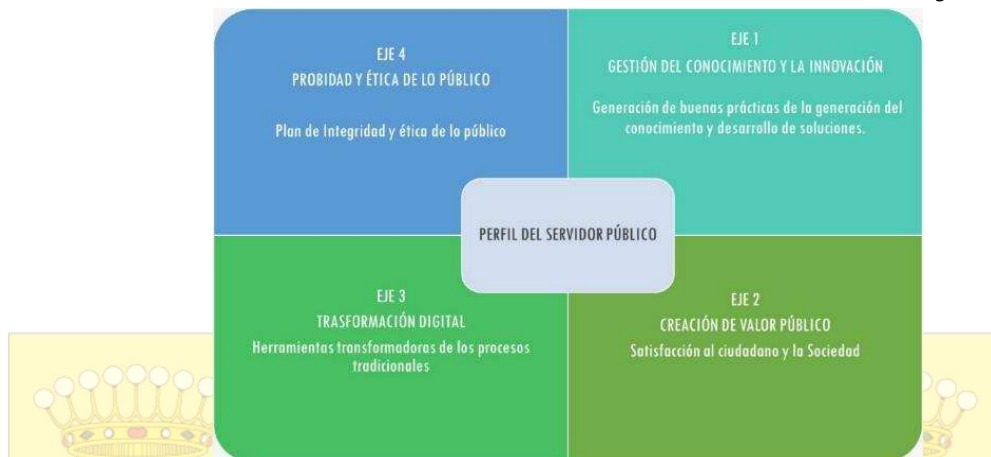 EJE 4
PROBIDAD Y ÉTICA DE LO PÚBLICO
Plan de Integridad y ética de lo público
EJE 1
GESTIÓN DEL CONOCIMIENTO Y LA INNOVACIÓN
Generación de buenas prácticas de la generación del
conocimiento y desarrollo de soluciones.
PERFIL DEL SERVIDOR PÚBLICO
EJE 3
TRASFORMACIÓN DIGITAL
Herramientas transformadoras de los procesos
tradicionales
EJE 2
CREACIÓN DE VALOR PÚBLICO
Satisfacción al ciudadano y la Sociedad